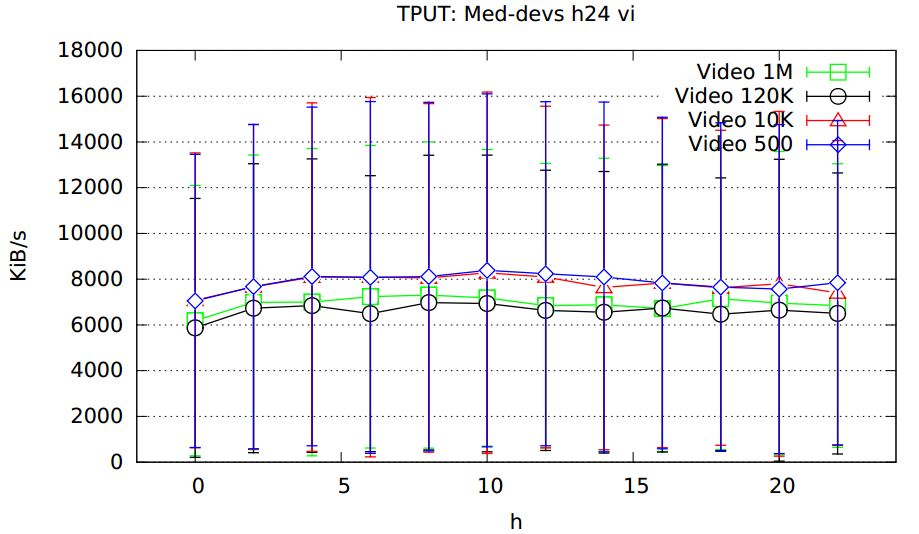 TPUT: Med-devs h24 vi
18000
16000
14000
12000
10000
8000
6000
4000
2000
0
KiB/s
Video 1M
Video 120K
Video 10K
Video 500
0 5 10 15 20
h